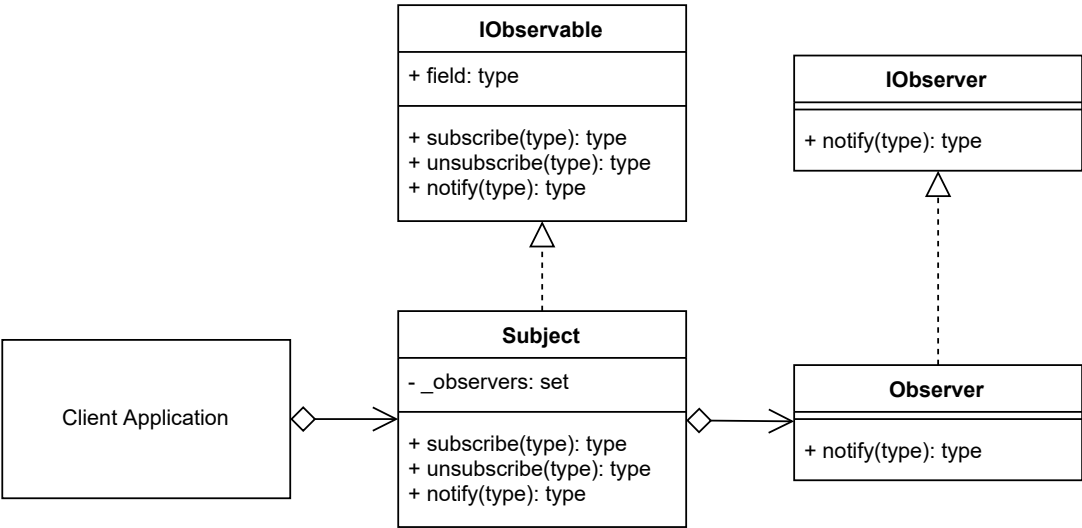 IObservable
+ field: type
+ subscribe(type): type
+ unsubscribe(type): type
+ notify(type): type
IObserver
+ notify(type): type
Client Application
Subject
- _observers: set
+ subscribe(type): type
+ unsubscribe(type): type
+ notify(type): type
Observer
+ notify(type): type